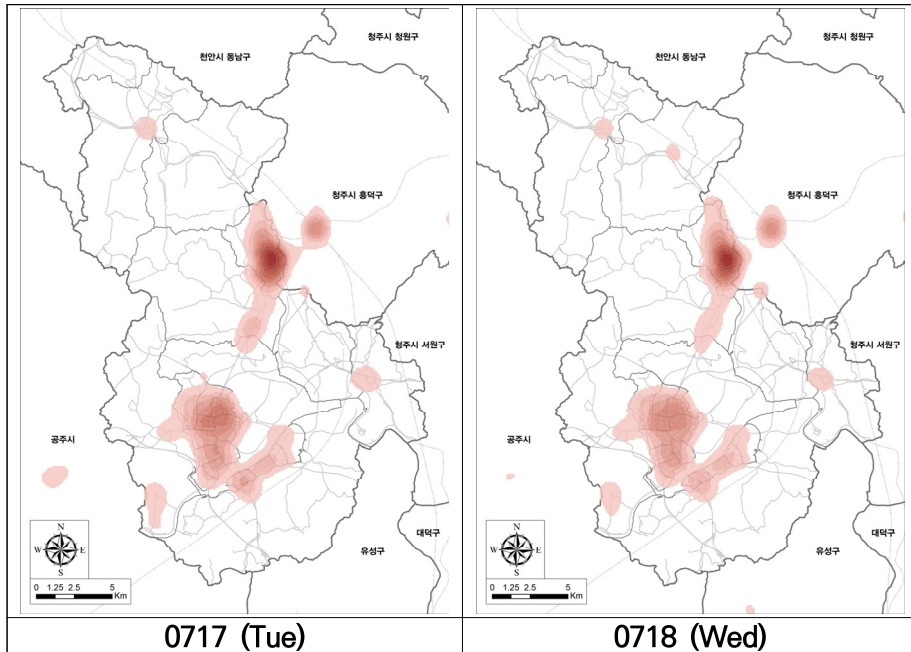 청주시 청원구
천안시 동남구
청주시 흥덕구
청주시 서원구
공주시
대덕구
유성구
N
W E
S
0 1.25 2.5 5
Km
0717 (Tue)
청주시 청원구
천안시 동남구
청주시 흥덕구
청주시 서원구
공주시
대덕구
유성구
N
W E
S
0 1.25 2.5 5
Km
0718 (Wed)